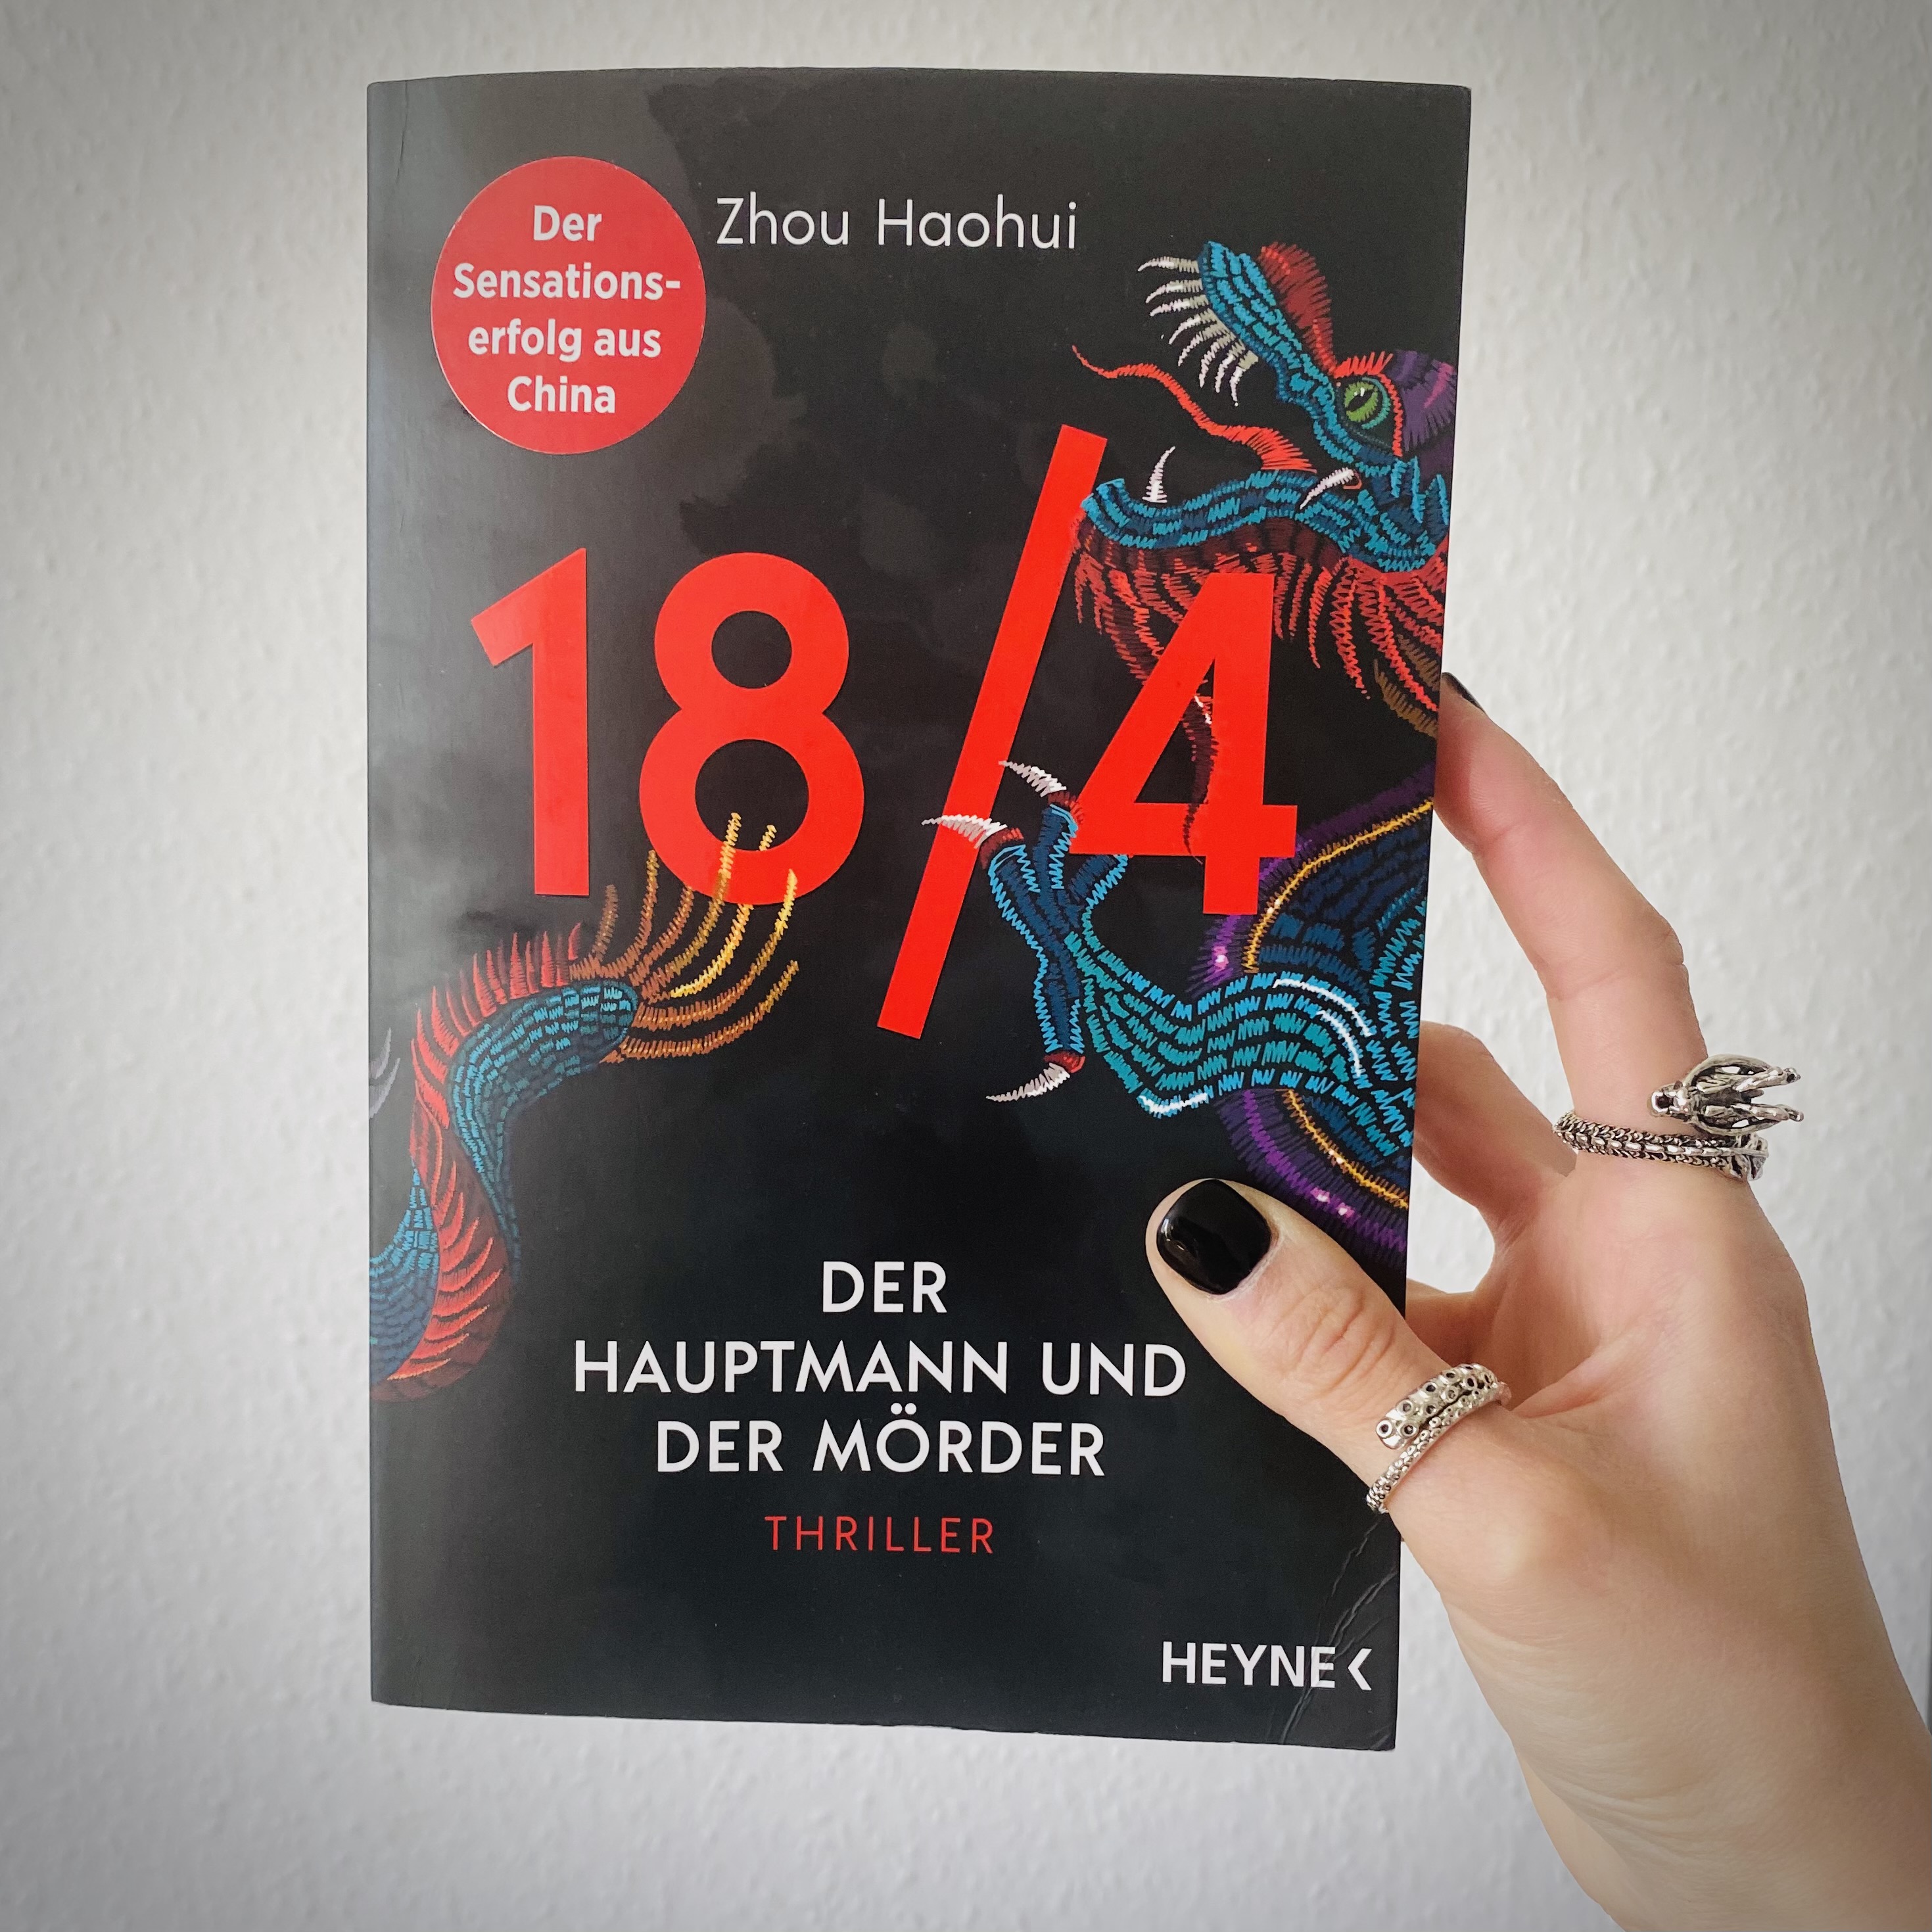 Der
Sensations-
erfolg aus
China
Zhou Haohui
18/4
DER
HAUPTMANN UND
DER MÖRDER
THRILLER
HEYNE